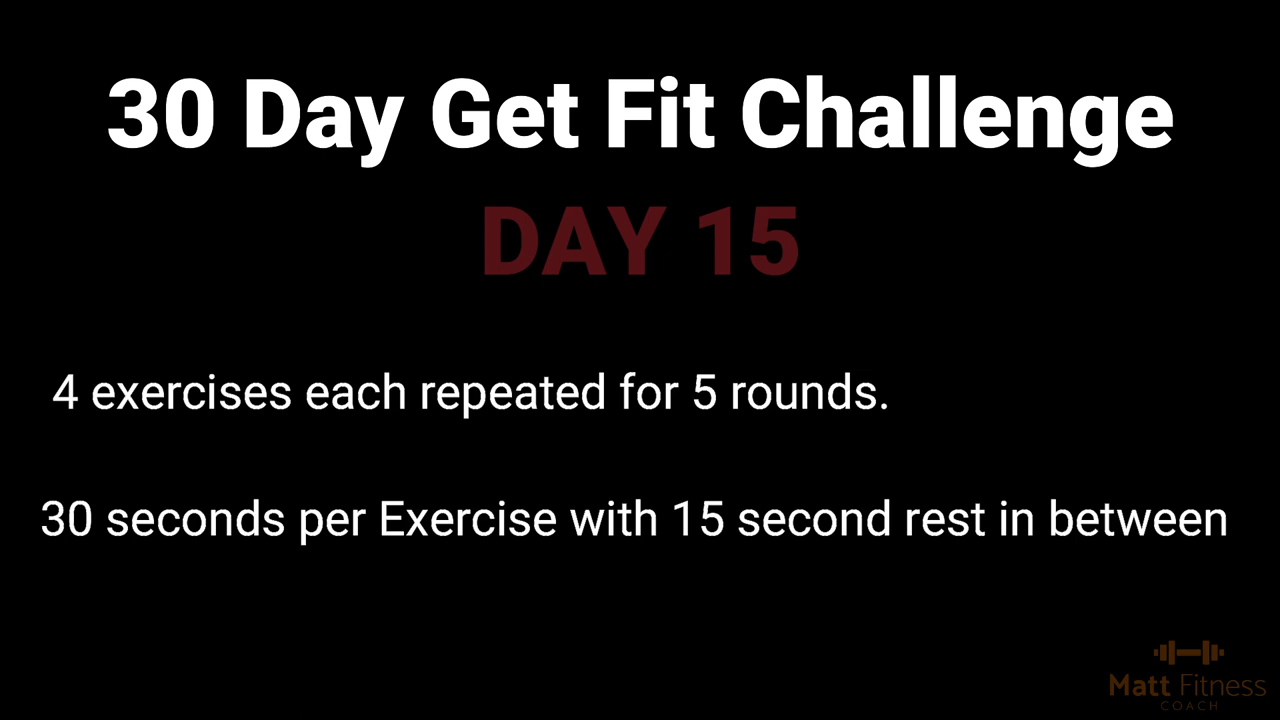 30 Day Get Fit Challenge
DAY 15
4 exercises each repeated for 5 rounds.
30 seconds per Exercise with 15 second rest in between
Matt Fitness
COACH